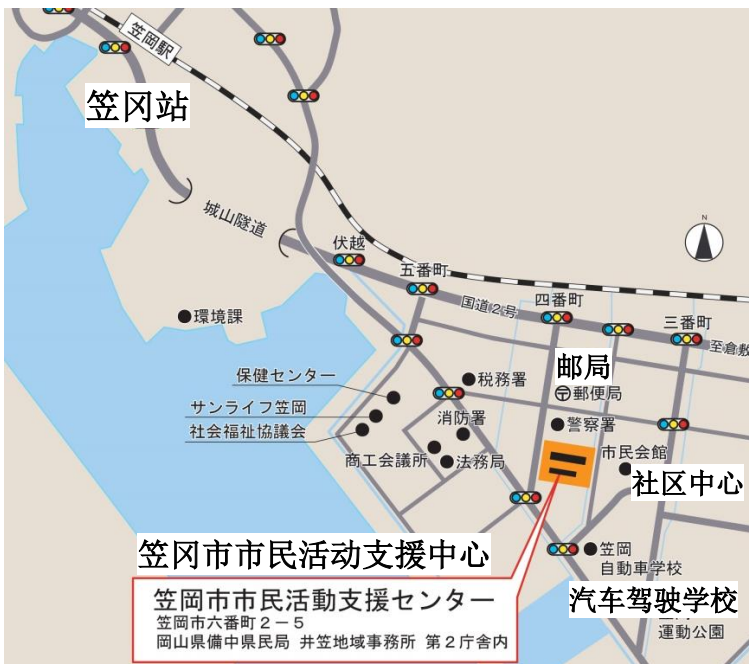 笠岡駅
笠冈站
N
城山隧道
伏越
五番町
国道2号
四番町
三番町
至倉敷
環境課
保健センター
サンライフ笠岡
社会福祉協議会
税務署
消防署
商工会議所
法務局
邮局
〶郵便局
警察署
市民会館
社区中心
笠冈市市民活动支援中心
笠岡市市民活動支援センター
笠岡市六番町2-5
岡山県備中県民局 井笠地域事務所 第2庁舎内
笠岡
自動車学校
汽车驾驶学校
運動公園